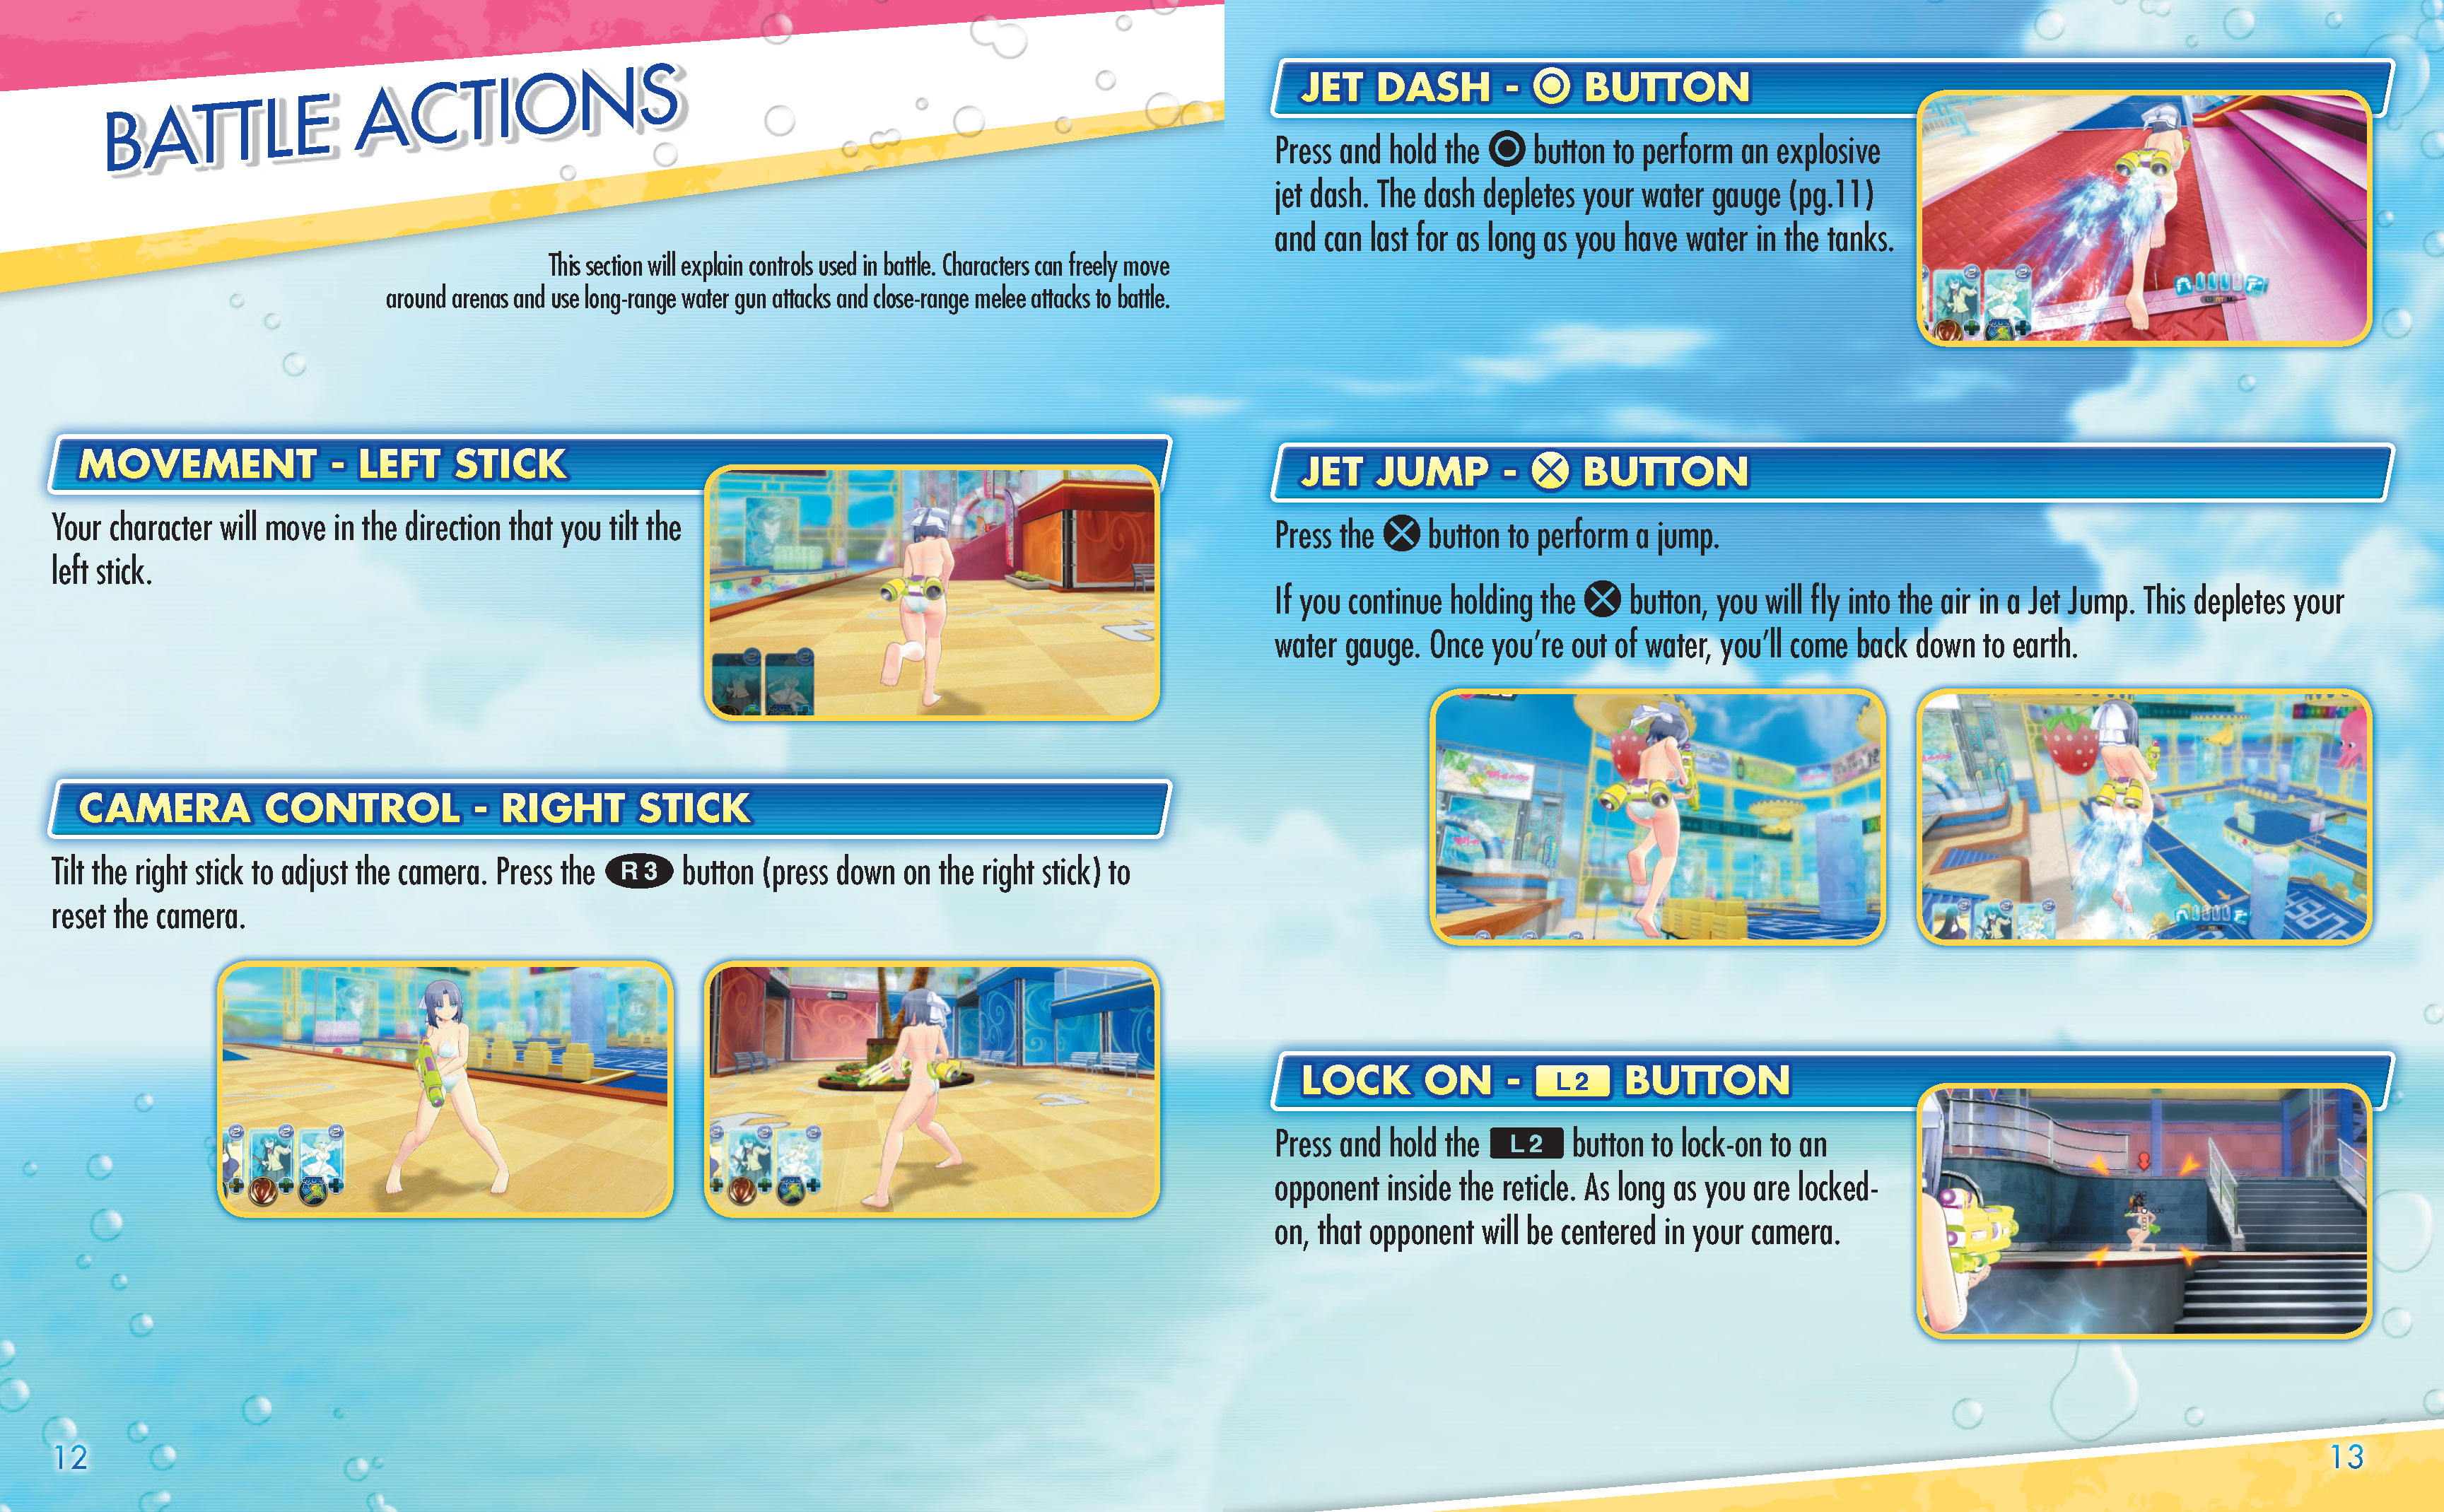 BATTLE ACTIONS
This section will explain controls used in battle. Characters can freely move
around arenas and use long-range water gun attacks and close-range melee attacks to battle.
MOVEMENT - LEFT STICK
Your character will move in the direction that you tilt the
left stick.
CAMERA CONTROL - RIGHT STICK
Tilt the right stick to adjust the camera. Press the R3 button (press down on the right stick) to
reset the camera.
12
JET DASH - BUTTON
Press and hold the button to perform an explosive
jet dash. The dash depletes your water gauge (pg.11)
and can last for as long as you have water in the tanks.
JET JUMP - BUTTON
Press the button to perform a jump.
If you continue holding the button, you will fly into the air in a Jet Jump. This depletes your
water gauge. Once you're out of water, you'll come back down to earth.
LOCK ON - L2 BUTTON
Press and hold the L2 button to lock-on to an
opponent inside the reticle. As long as you are locked-
on, that opponent will be centered in your camera.
13